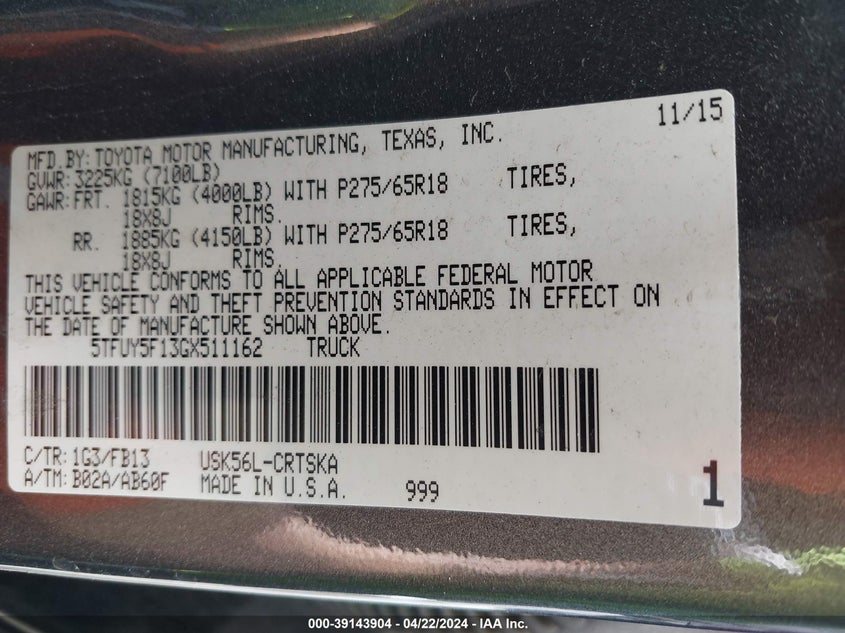 11/15
MFD.BY: TOYOTA MOTOR MANUFACTURING, TEXAS, INC.
GVWR: 3225KG (7100LB)
GAWR: FRT. 1815KG (4000LB) WITH P275/65R18 TIRES,
18X8J RIMS.
RR. 1885KG (4150LB) WITH P275/65R18 TIRES,
18X8J RIMS.
THIS VEHICLE CONFORMS TO ALL APPLICABLE FEDERAL MOTOR
VEHICLE SAFETY AND THEFT PREVENTION STANDARDS IN EFFECT ON
THE DATE OF MANUFACTURE SHOWN ABOVE.
5TFUY5F13GX511162 TRUCK
C/TR: 1G3/FB13 USK56L-CRTSKA
A/TM: B02A/AB60F MADE IN U.S.A. 999
1
000-39143904 - 04/22/2024 - IAA Inc.